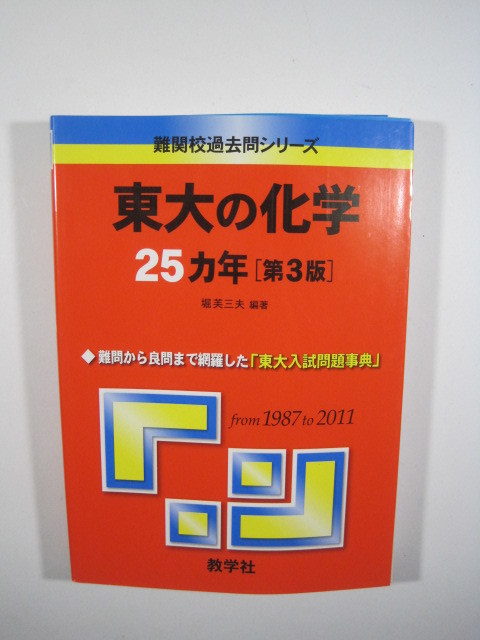 難関校過去問シリーズ
東大の化学
25カ年[第3版]
堀芙三夫 編著
◆難問から良問まで網羅した「東大入試問題事典」
from 1987 to 2011
教学社